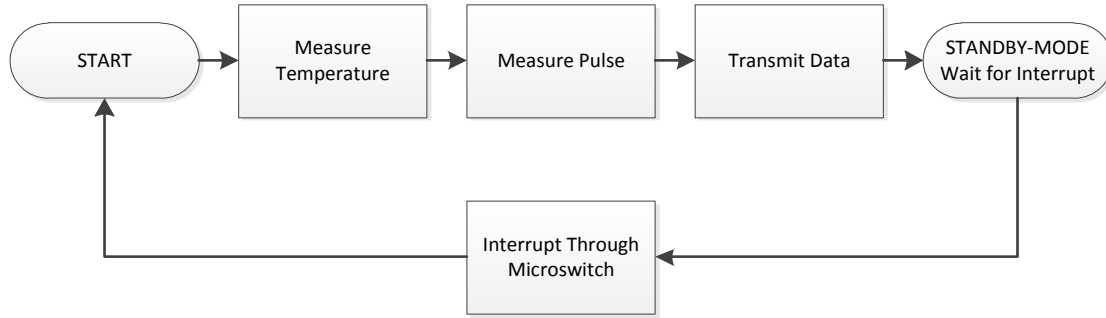 START
Measure
Temperature
Measure Pulse
Transmit Data
STANDBY-MODE
Wait for Interrupt
Interrupt Through
Microswitch